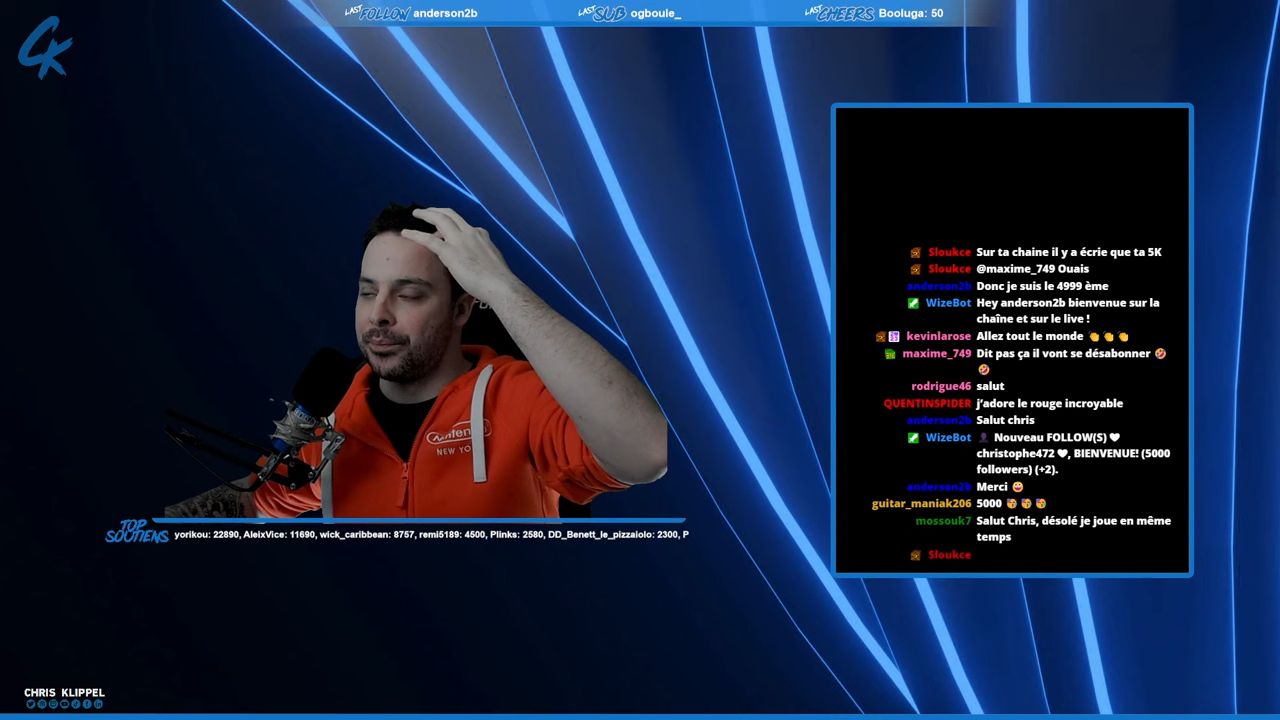 LAST FOLLOW anderson2b
LAST SUB ogboule_
LAST CHEERS Booluga: 50
CK
Sloukce Sur ta chaine il y a écrie que ta 5K
Sloukce @maxime_749 Ouais
anderson2b Donc je suis le 4999 ème
WizeBot Hey anderson2b bienvenue sur la
chaîne et sur le live !
kevinlarose Allez tout le monde 👏 👏 👏
maxime_749 Dit pas ça il vont se désabonner 🤣
🤣
rodrigue46 salut
QUENTINSPIDER j'adore le rouge incroyable
anderson2b Salut chris
WizeBot 👤 Nouveau FOLLOW(S) 🤍
christophe472 🤍, BIENVENUE! (5000
followers) (+2).
anderson2b Merci 😀
guitar_maniak206 5000 🥳 🥳 🥳
mossouk7 Salut Chris, désolé je joue en même
temps
Sloukce
Nintendo
NEW YO
TOP SOUTIENS yorikou: 22890, AleixVice: 11690, wick_caribbean: 8757, remi5189: 4500, Plinks: 2580, DD_Benett_le_pizzaiolo: 2300, P
CHRIS KLIPPEL